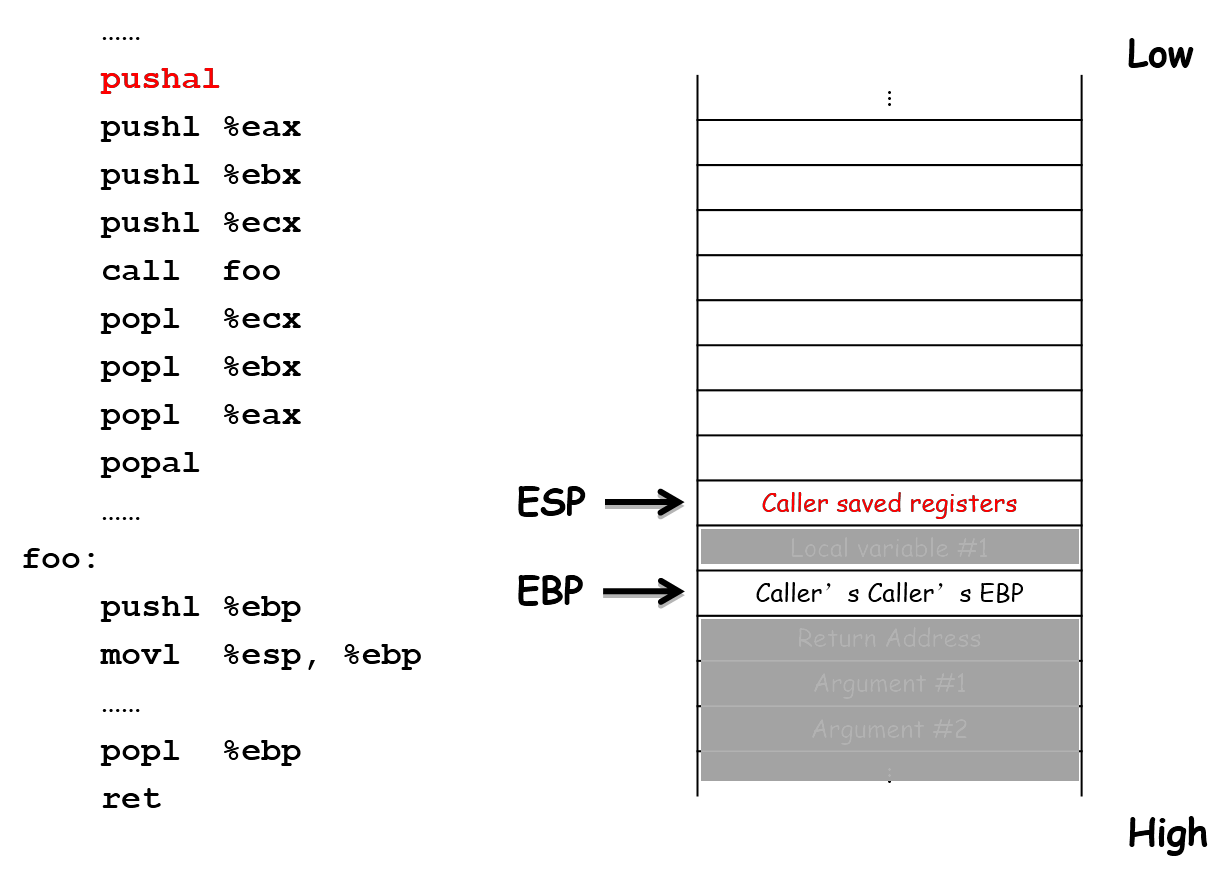 ……
pushal
pushl %eax
pushl %ebx
pushl %ecx
call foo
popl %ecx
popl %ebx
popl %eax
popal
……
foo:
pushl %ebp
movl %esp, %ebp
……
popl %ebp
ret
Low
⋮
ESP
Caller saved registers
Local variable #1
EBP
Caller’s Caller’s EBP
Return Address
Argument #1
Argument #2
⋮
High